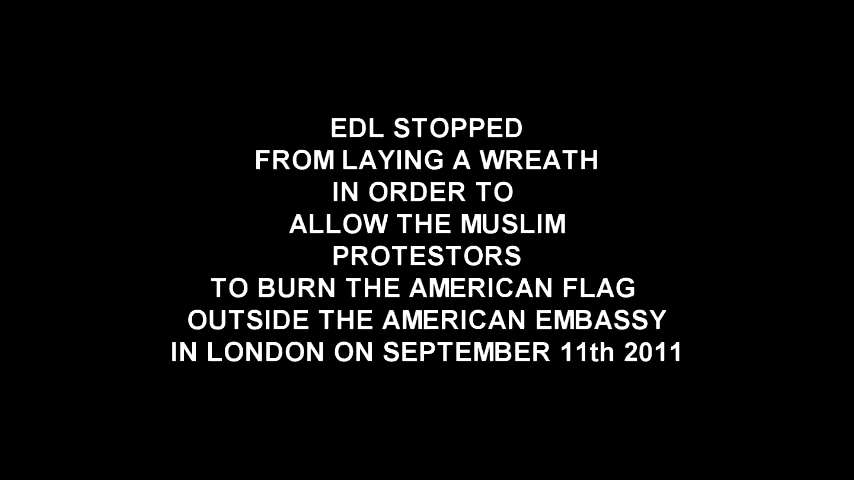 EDL STOPPED
FROM LAYING A WREATH
IN ORDER TO
ALLOW THE MUSLIM
PROTESTORS
TO BURN THE AMERICAN FLAG
OUTSIDE THE AMERICAN EMBASSY
IN LONDON ON SEPTEMBER 11th 2011